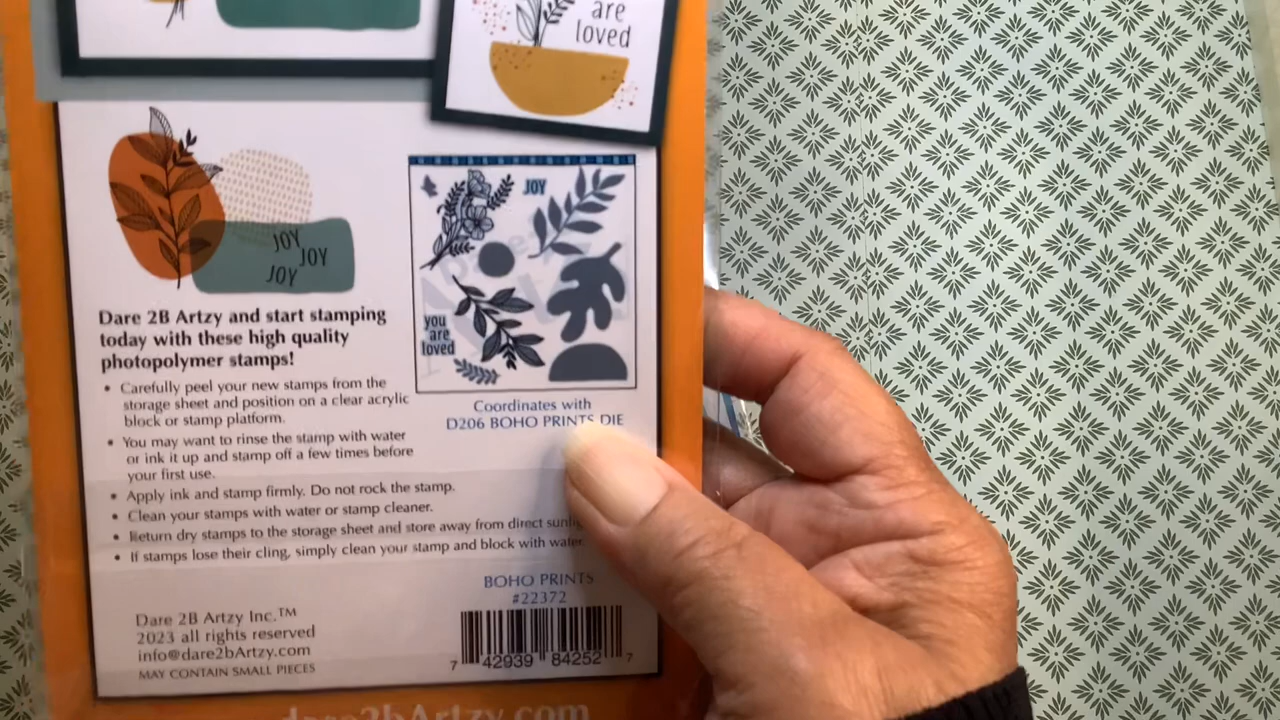 are
loved
JOY
JOY
JOY
JOY
you
are
loved
Dare 2B Artzy and start stamping
today with these high quality
photopolymer stamps!
• Carefully peel your new stamps from the
storage sheet and position on a clear acrylic
block or stamp platform.
• You may want to rinse the stamp with water
or ink it up and stamp off a few times before
your first use.
• Apply ink and stamp firmly. Do not rock the stamp.
• Clean your stamps with water or stamp cleaner.
• Return dry stamps to the storage sheet and store away from direct
• If stamps lose their cling, simply clean your stamp and block with water.
Coordinates with
D206 BOHO PRINTS DIE
BOHO PRINTS
#22372
7 42939 84252 7
Dare 2B Artzy Inc.™
2023 all rights reserved
info@dare2bArtzy.com
MAY CONTAIN SMALL PIECES
dare2bArtzy.com